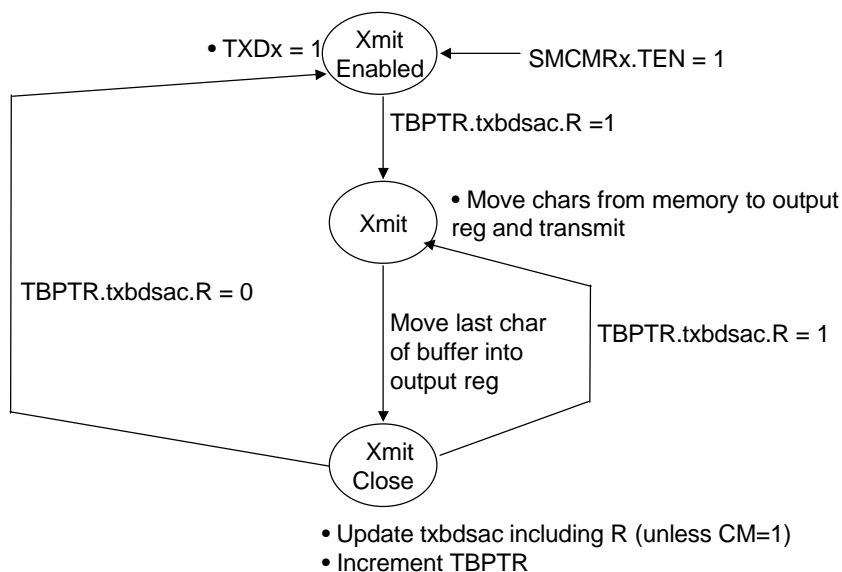 • TXDx = 1
Xmit
Enabled
SMCMRx.TEN = 1
TBPTR.txbdsac.R =1
Xmit
• Move chars from memory to output
reg and transmit
TBPTR.txbdsac.R = 0
Move last char
of buffer into
output reg
TBPTR.txbdsac.R = 1
Xmit
Close
• Update txbdsac including R (unless CM=1)
• Increment TBPTR